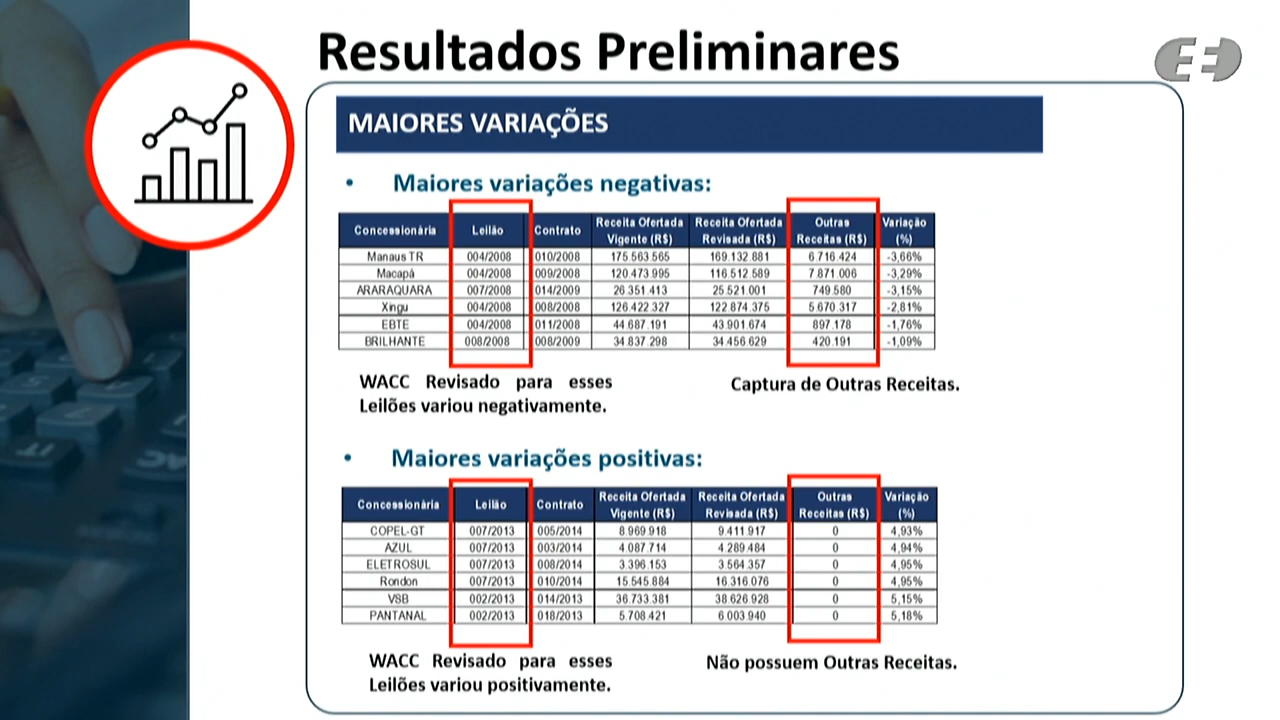 Resultados Preliminares
MAIORES VARIAÇÕES
• Maiores variações negativas:
Concessionária Leilão Contrato Receita Ofertada Vigente (R$) Receita Ofertada Revisada (R$) Outras Receitas (R$) Variação (%)
Manaus TR 004/2008 010/2008 175.563.565 169.132.881 6.716.424 -3,66%
Macapá 004/2008 009/2008 120.473.995 116.512.589 7.871.006 -3,29%
ARARAQUARA 007/2008 014/2009 26.351.413 25.521.001 749.580 -3,15%
Xingu 004/2008 008/2008 126.422.327 122.874.375 5.670.317 -2,81%
EBTE 004/2008 011/2008 44.687.191 43.901.674 897.178 -1,76%
BRILHANTE 008/2008 008/2009 34.837.298 34.456.629 420.191 -1,09%
WACC Revisado para esses
Leilões variou negativamente.
Captura de Outras Receitas.
• Maiores variações positivas:
Concessionária Leilão Contrato Receita Ofertada Vigente (R$) Receita Ofertada Revisada (R$) Outras Receitas (R$) Variação (%)
COPEL-GT 007/2013 005/2014 8.969.918 9.411.917 0 4,93%
AZUL 007/2013 003/2014 4.087.714 4.289.484 0 4,94%
ELETROSUL 007/2013 008/2014 3.396.153 3.564.357 0 4,95%
Rondon 007/2013 010/2014 15.545.884 16.316.076 0 4,95%
VSB 002/2013 014/2013 36.733.381 38.626.928 0 5,15%
PANTANAL 002/2013 018/2013 5.708.421 6.003.940 0 5,18%
WACC Revisado para esses
Leilões variou positivamente.
Não possuem Outras Receitas.